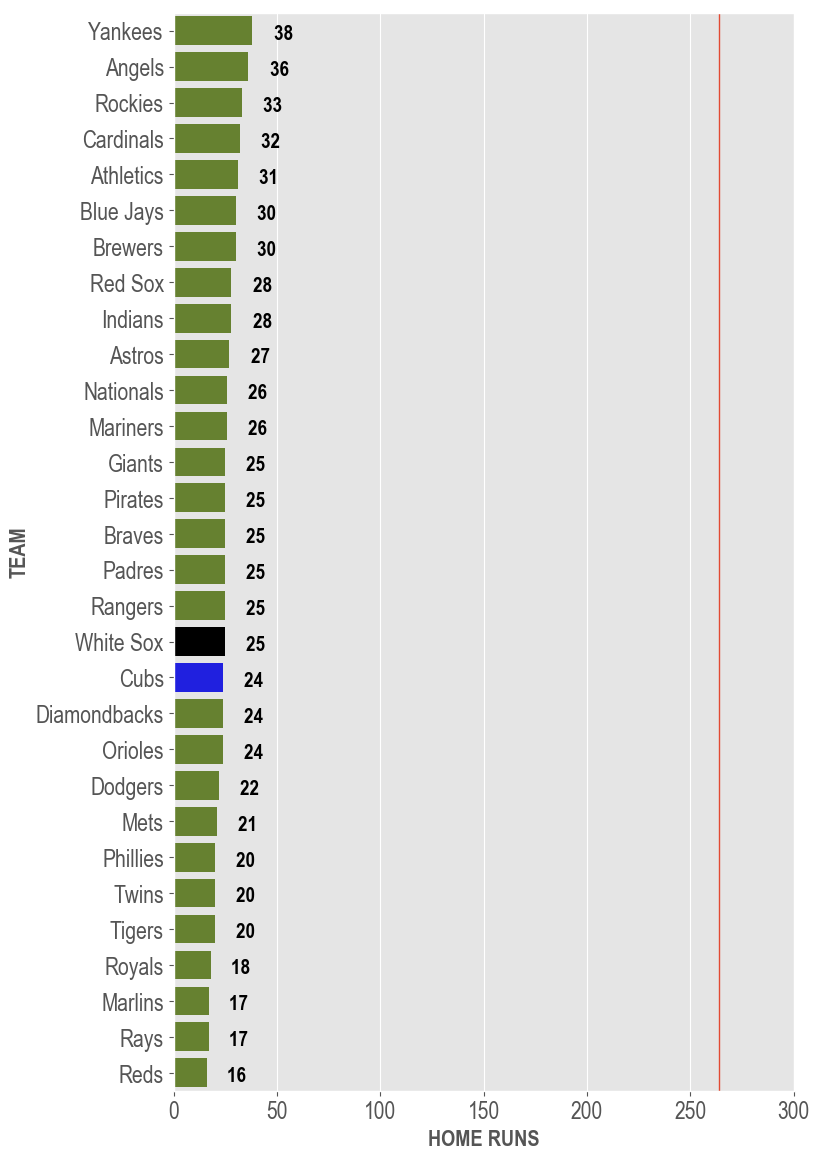 Yankees 38
Angels 36
Rockies 33
Cardinals 32
Athletics 31
Blue Jays 30
Brewers 30
Red Sox 28
Indians 28
Astros 27
Nationals 26
Mariners 26
Giants 25
Pirates 25
Braves 25
Padres 25
Rangers 25
White Sox 25
Cubs 24
Diamondbacks 24
Orioles 24
Dodgers 22
Mets 21
Phillies 20
Twins 20
Tigers 20
Royals 18
Marlins 17
Rays 17
Reds 16
TEAM
0 50 100 150 200 250 300
HOME RUNS